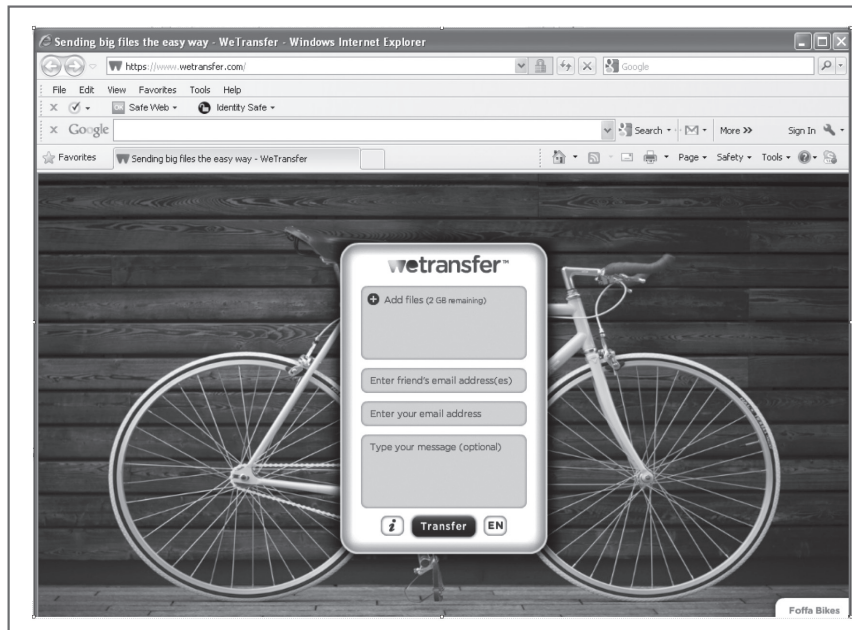 Sending big files the easy way - WeTransfer - Windows Internet Explorer
https://www.wetransfer.com/
Google
File Edit View Favorites Tools Help
Safe Web Identity Safe
Google Search More >> Sign In
Favorites Sending big files the easy way - WeTransfer Page Safety Tools
wetransfer™
Add files (2 GB remaining)
Enter friend's email address(es)
Enter your email address
Type your message (optional)
i Transfer EN
Foffa Bikes